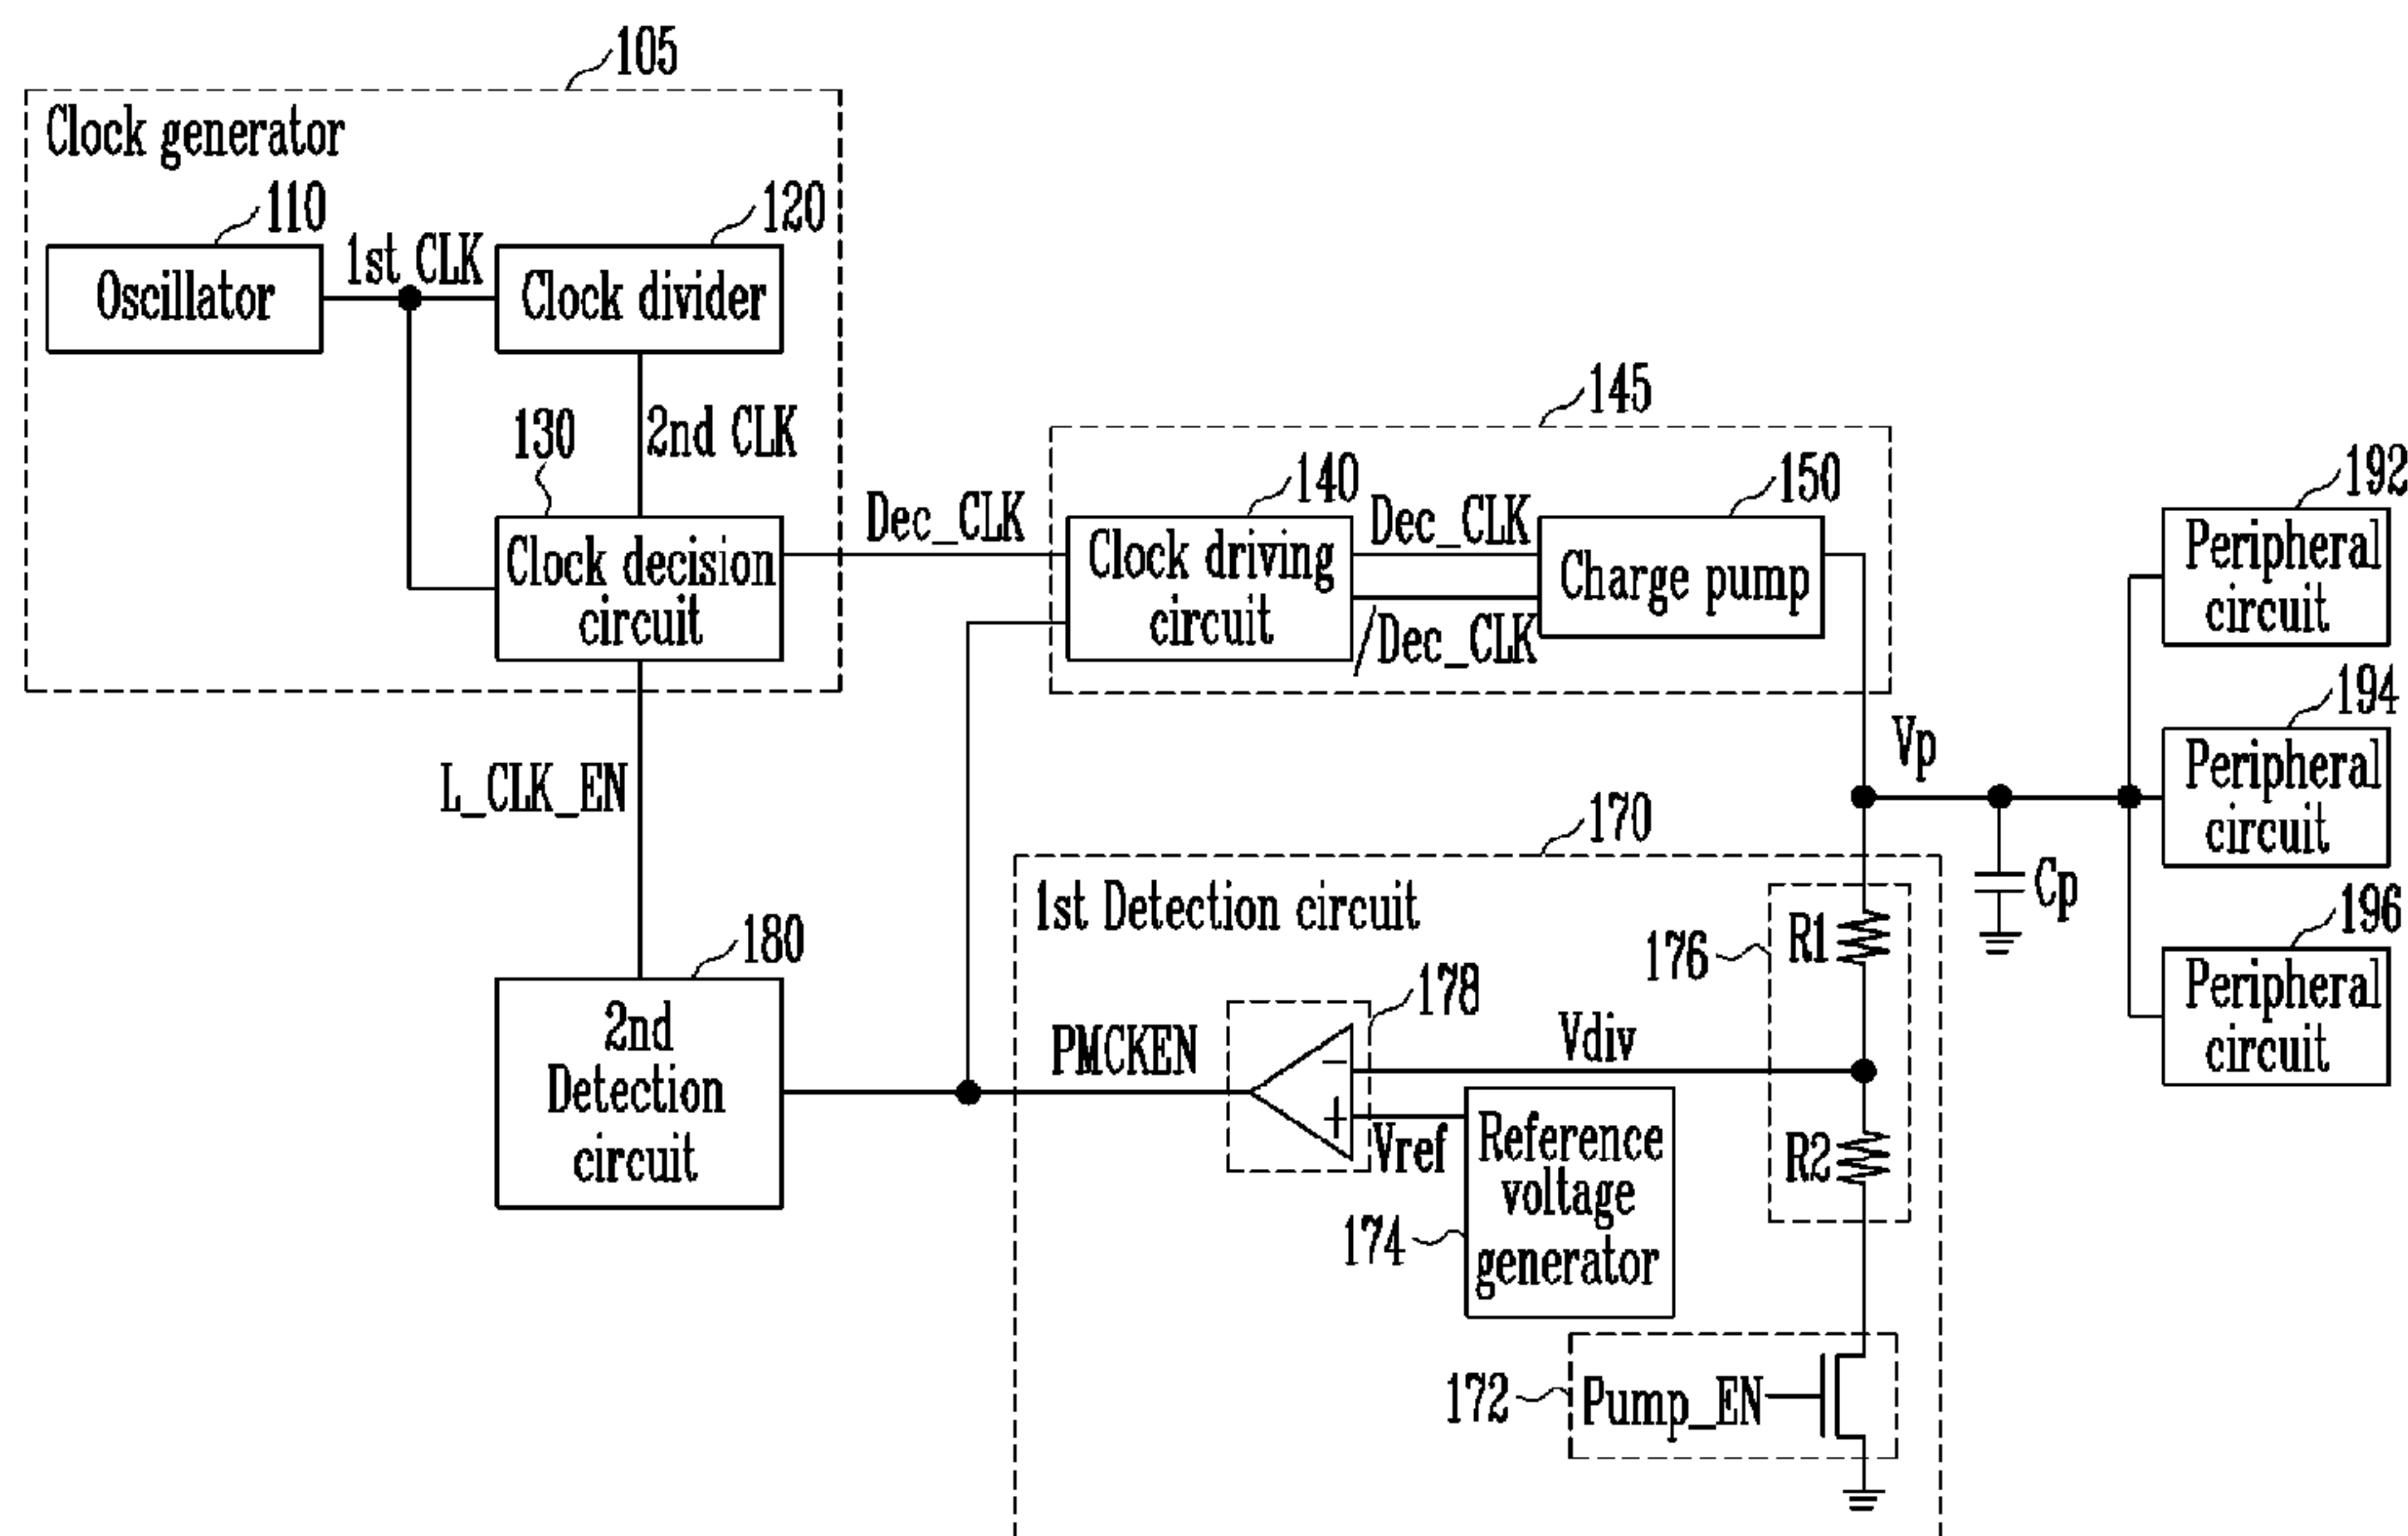 105
Clock generator
110
120
1st CLK
Oscillator
Clock divider
130
2nd CLK
Clock decision
circuit
Dec_CLK
145
140
150
Clock driving
circuit
Dec_CLK
/Dec_CLK
Charge pump
192
Peripheral
circuit
194
Peripheral
circuit
196
Peripheral
circuit
Vp
Cp
L_CLK_EN
180
2nd
Detection
circuit
170
1st Detection circuit
176
R1
178
PMCKEN
Vdiv
−
+
Vref
Reference
voltage
generator
174
R2
172
Pump_EN